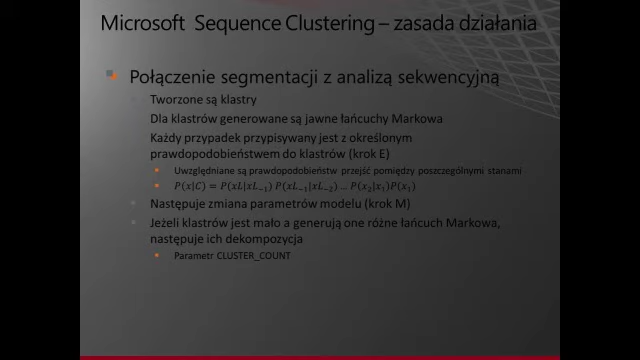 Microsoft Sequence Clustering – zasada działania
Połączenie segmentacji z analizą sekwencyjną
Tworzone są klastry
Dla klastrów generowane są jawne łańcuchy Markowa
Każdy przypadek przypisywany jest z określonym
prawdopodobieństwem do klastrów (krok E)
Uwzględniane są prawdopodobieństw przejść pomiędzy poszczególnymi stanami
P(x|C) = P(xL|xL₋₁) P(xL₋₁|xL₋₂) … P(x₂|x₁)P(x₁)
Następuje zmiana parametrów modelu (krok M)
Jeżeli klastrów jest mało a generują one różne łańcuch Markowa,
następuje ich dekompozycja
Parametr CLUSTER_COUNT